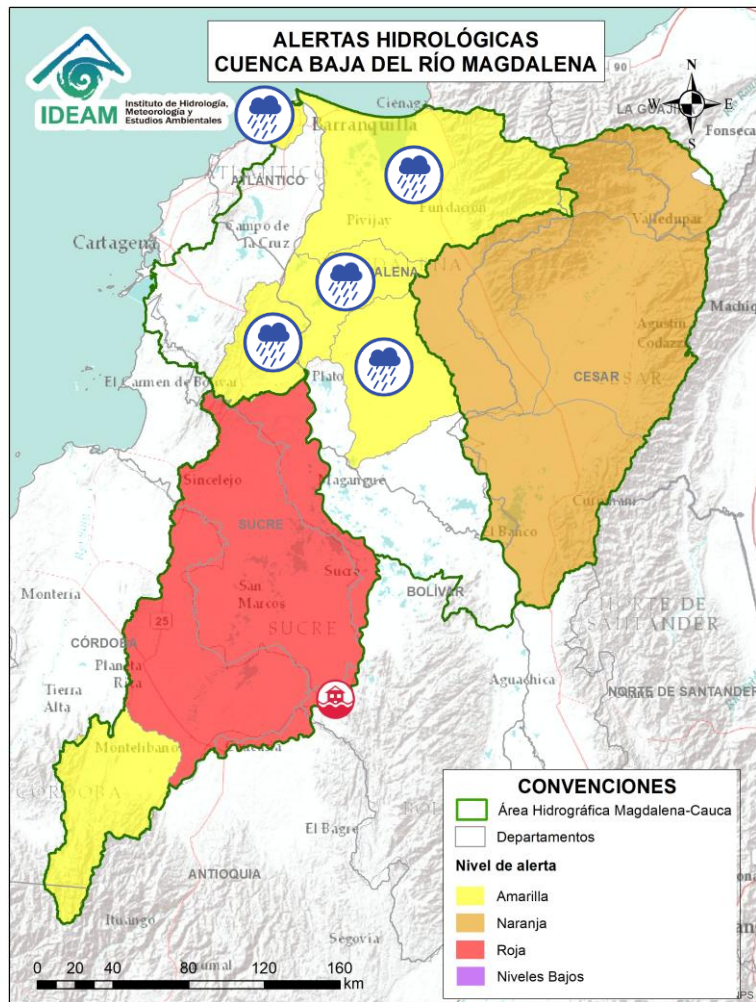 ALERTAS HIDROLÓGICAS
CUENCA BAJA DEL RÍO MAGDALENA
IDEAM
Instituto de Hidrología,
Meteorología y
Estudios Ambientales
N
W E
S
90
LA GUAJIRA
Fonseca
Ciénaga
Barranquilla
ATLÁNTICO
Pivijay
Fundación
Valledupar
Campo de
la Cruz
Cartagena
ALENA
Machiq
Agustín
Codazzi
El Carmen de Bolívar
Plato
CESAR
Sincelejo
Magangue
SUCRE
El Banco
Sucre
San
Marcos
SUCRE
BOLÍVAR
Montería
25
CÓRDOBA
Planeta
Rica
Tierra
Alta
NORTE DE
SANTANDER
Aguachica
NORTE DE SANTANDER
Montelíbano
El Bagre
ANTIOQUIA
Ituango
Segovia
0 20 40 80 120 160
km
CONVENCIONES
Área Hidrográfica Magdalena-Cauca
Departamentos
Nivel de alerta
Amarilla
Naranja
Roja
Niveles Bajos